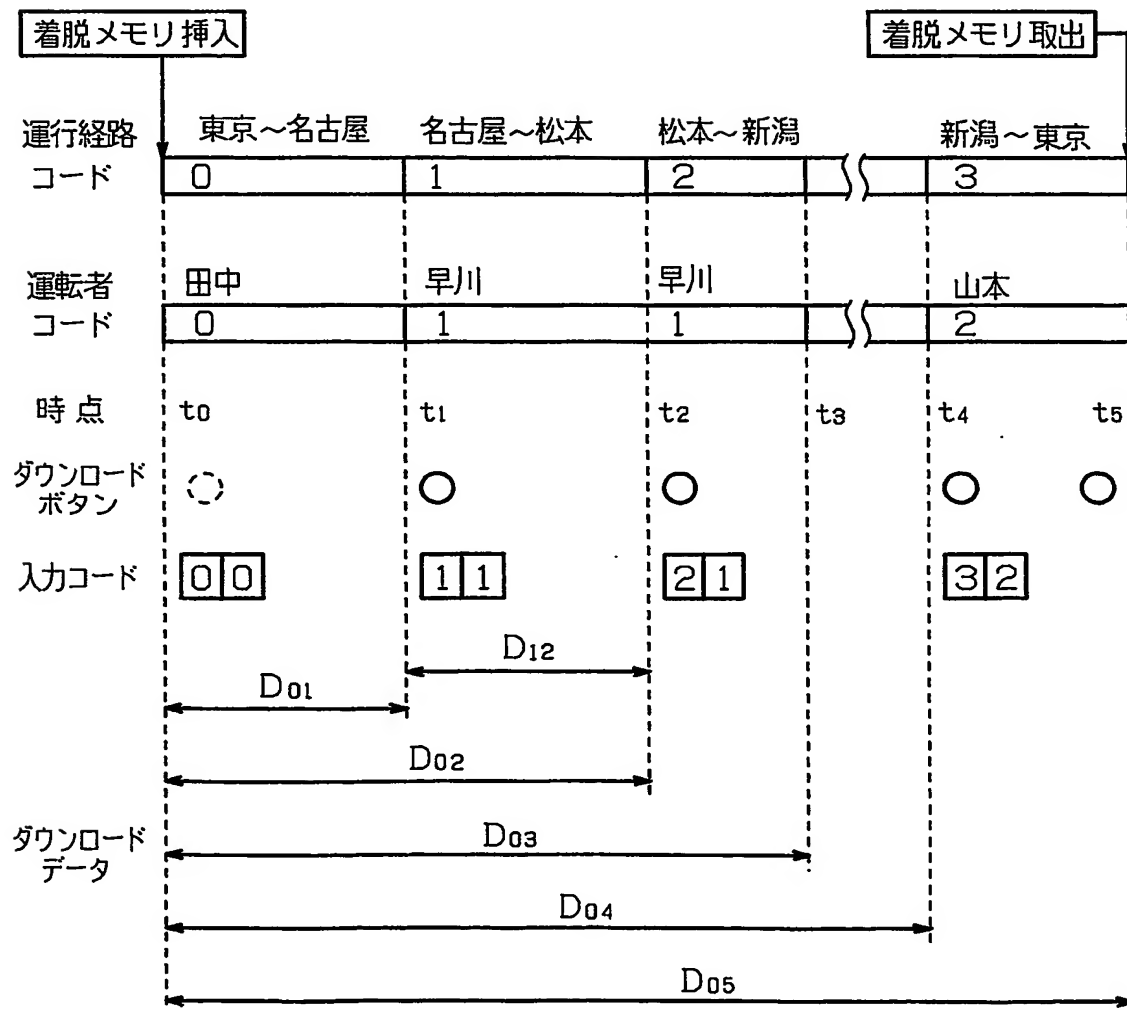 着脱メモリ挿入
着脱メモリ取出
東京～名古屋 名古屋～松本 松本～新潟 新潟～東京
運行経路
コード
0 1 2 3
田中 早川 早川 山本
運転者
コード
0 1 1 2
時点 t0 t1 t2 t3 t4 t5
ダウンロード
ボタン
入力コード 0 0 1 1 2 1 3 2
D12
D01
D02
ダウンロード
データ
D03
D04
D05